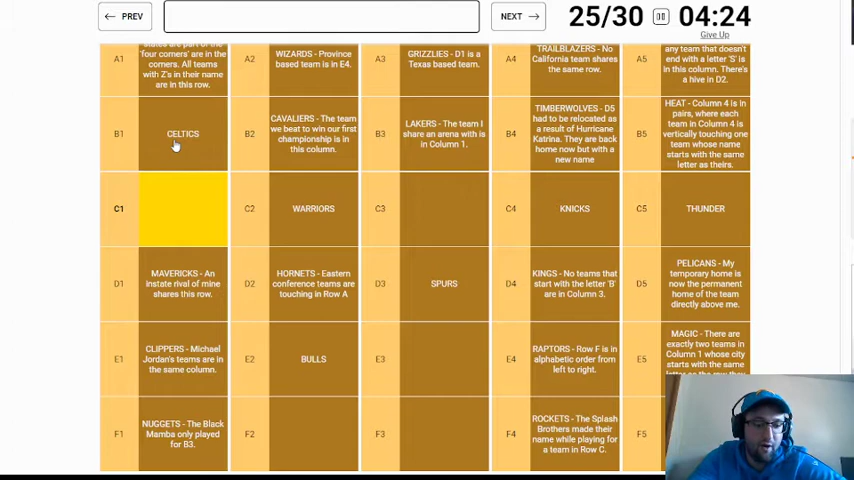 ← PREV
NEXT →
25/30
04:24
Give Up
A1
states are part of the
'four corners' are in the
corners. All teams
with Z's in their name
are in this row.
A2
WIZARDS - Province
based team is in E4.
A3
GRIZZLIES - D1 is a
Texas based team.
A4
TRAILBLAZERS - No
California team shares
the same row.
A5
any team that doesn't
end with a letter 'S' is
in this column. There's
a hive in D2.
B1
CELTICS
B2
CAVALIERS - The team
we beat to win our first
championship is in
this column.
B3
LAKERS - The team I
share an arena with is
in Column 1.
B4
TIMBERWOLVES - D5
had to be relocated as
a result of Hurricane
Katrina. They are back
home now but with a
new name
B5
HEAT - Column 4 is in
pairs, where each
team in Column 4 is
vertically touching one
team whose name
starts with the same
letter as theirs.
C1
C2
WARRIORS
C3
C4
KNICKS
C5
THUNDER
D1
MAVERICKS - An
instate rival of mine
shares this row.
D2
HORNETS - Eastern
conference teams are
touching in Row A
D3
SPURS
D4
KINGS - No teams that
start with the letter 'B'
are in Column 3.
D5
PELICANS - My
temporary home is
now the permanent
home of the team
directly above me.
E1
CLIPPERS - Michael
Jordan's teams are in
the same column.
E2
BULLS
E3
E4
RAPTORS - Row F is in
alphabetic order from
left to right.
E5
MAGIC - There are
exactly two teams in
Column 1 whose city
starts with the same
F1
NUGGETS - The Black
Mamba only played
for B3.
F2
F3
F4
ROCKETS - The Splash
Brothers made their
name while playing for
a team in Row C.
F5